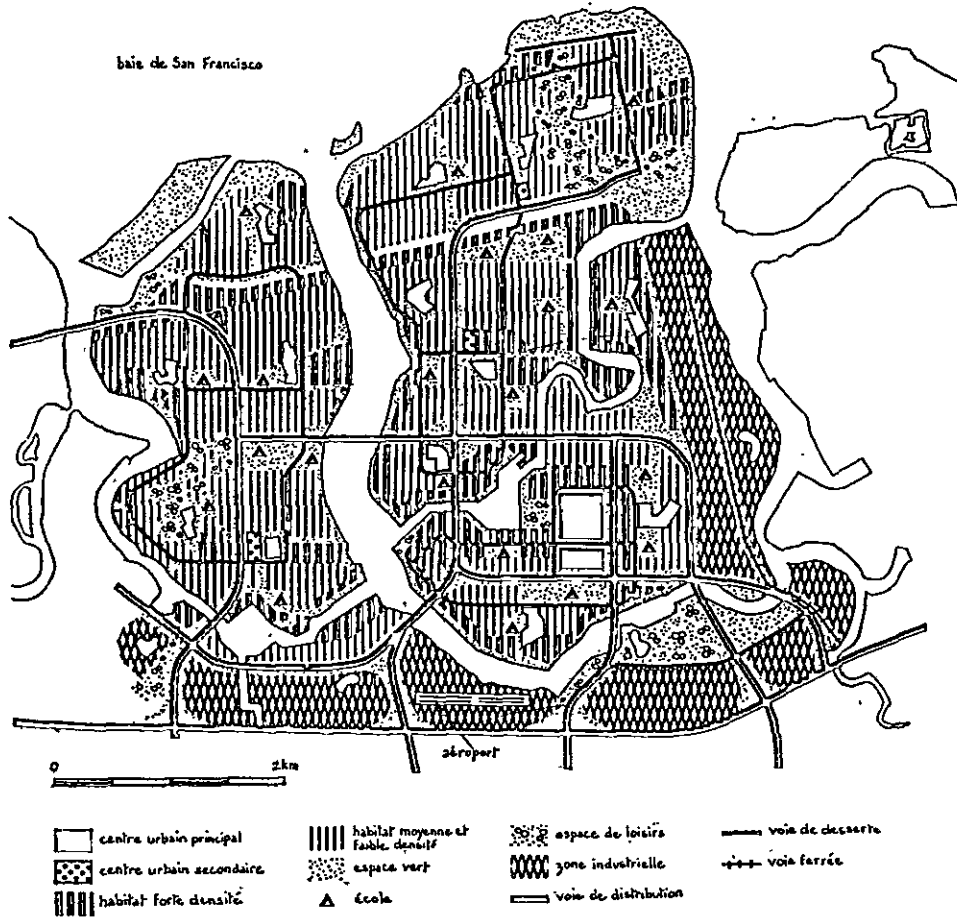 baie de San Francisco
aéroport
0 2km
centre urbain principal
centre urbain secondaire
habitat forte densité
habitat moyenne et
faible densité
espace vert
école
espace de loisirs
zone industrielle
voie de distribution
voie de desserte
voie ferrée